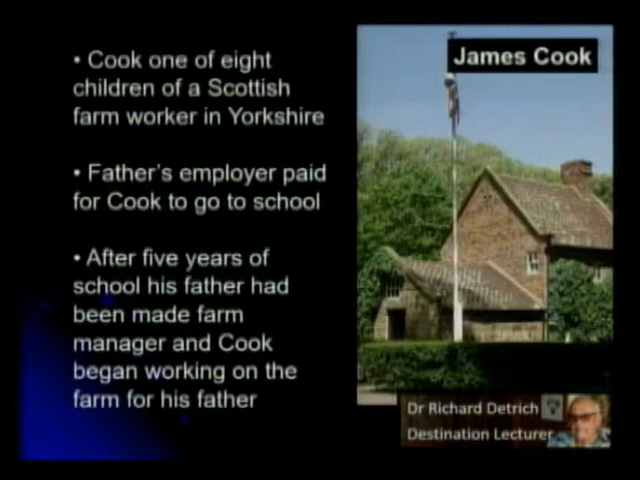 James Cook
• Cook one of eight
children of a Scottish
farm worker in Yorkshire
• Father's employer paid
for Cook to go to school
• After five years of
school his father had
been made farm
manager and Cook
began working on the
farm for his father
Dr Richard Detrich
Destination Lecturer